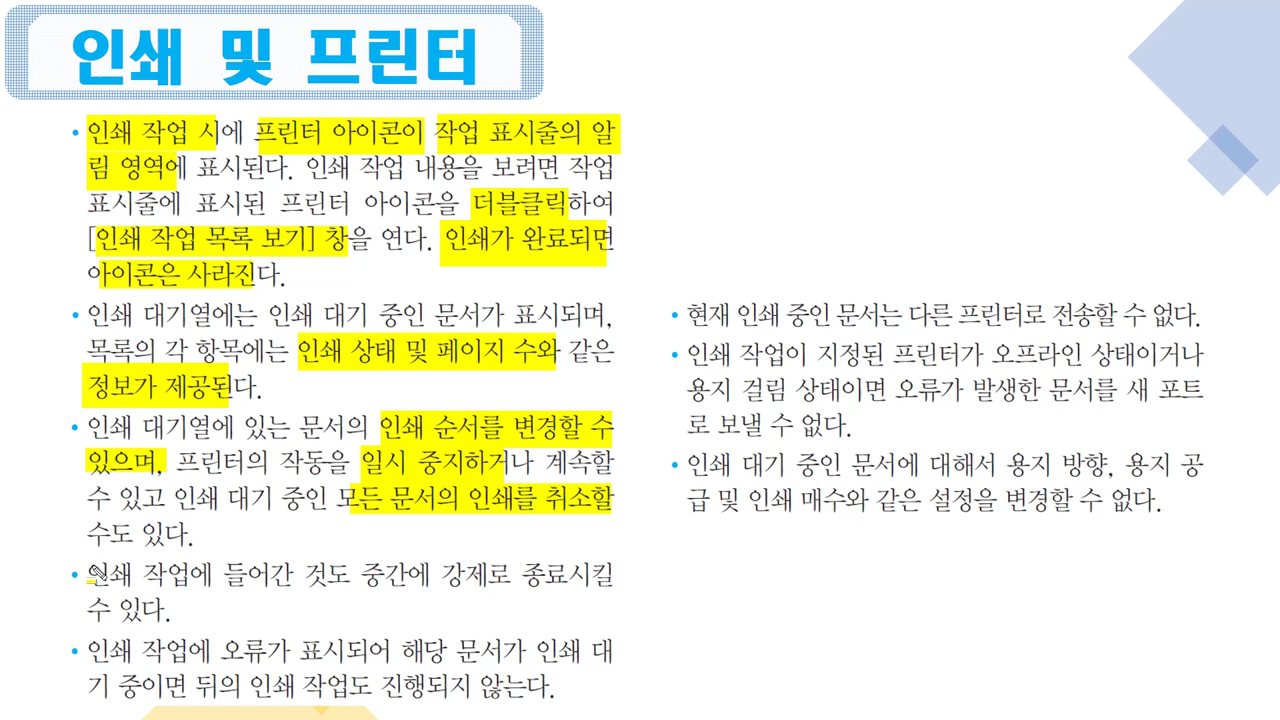 인쇄 및 프린터
• 인쇄 작업 시에 프린터 아이콘이 작업 표시줄의 알
림 영역에 표시된다. 인쇄 작업 내용을 보려면 작업
표시줄에 표시된 프린터 아이콘을 더블클릭하여
[인쇄 작업 목록 보기] 창을 연다. 인쇄가 완료되면
아이콘은 사라진다.
• 인쇄 대기열에는 인쇄 대기 중인 문서가 표시되며,
목록의 각 항목에는 인쇄 상태 및 페이지 수와 같은
정보가 제공된다.
• 인쇄 대기열에 있는 문서의 인쇄 순서를 변경할 수
있으며, 프린터의 작동을 일시 중지하거나 계속할
수 있고 인쇄 대기 중인 모든 문서의 인쇄를 취소할
수도 있다.
• 인쇄 작업에 들어간 것도 중간에 강제로 종료시킬
수 있다.
• 인쇄 작업에 오류가 표시되어 해당 문서가 인쇄 대
기 중이면 뒤의 인쇄 작업도 진행되지 않는다.
• 현재 인쇄 중인 문서는 다른 프린터로 전송할 수 없다.
• 인쇄 작업이 지정된 프린터가 오프라인 상태이거나
용지 걸림 상태이면 오류가 발생한 문서를 새 포트
로 보낼 수 없다.
• 인쇄 대기 중인 문서에 대해서 용지 방향, 용지 공
급 및 인쇄 매수와 같은 설정을 변경할 수 없다.